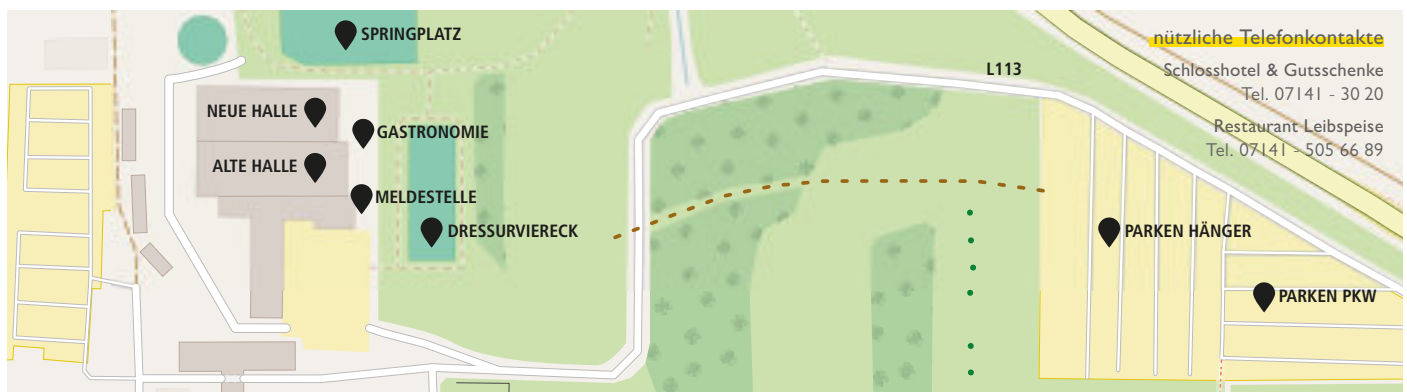 SPRINGPLATZ
NEUE HALLE
GASTRONOMIE
ALTE HALLE
MELDESTELLE
DRESSURVIERECK
L113
nützliche Telefonkontakte
Schlosshotel & Gutsschenke
Tel. 07141 - 30 20
Restaurant Leibspeise
Tel. 07141 - 505 66 89
PARKEN HÄNGER
PARKEN PKW